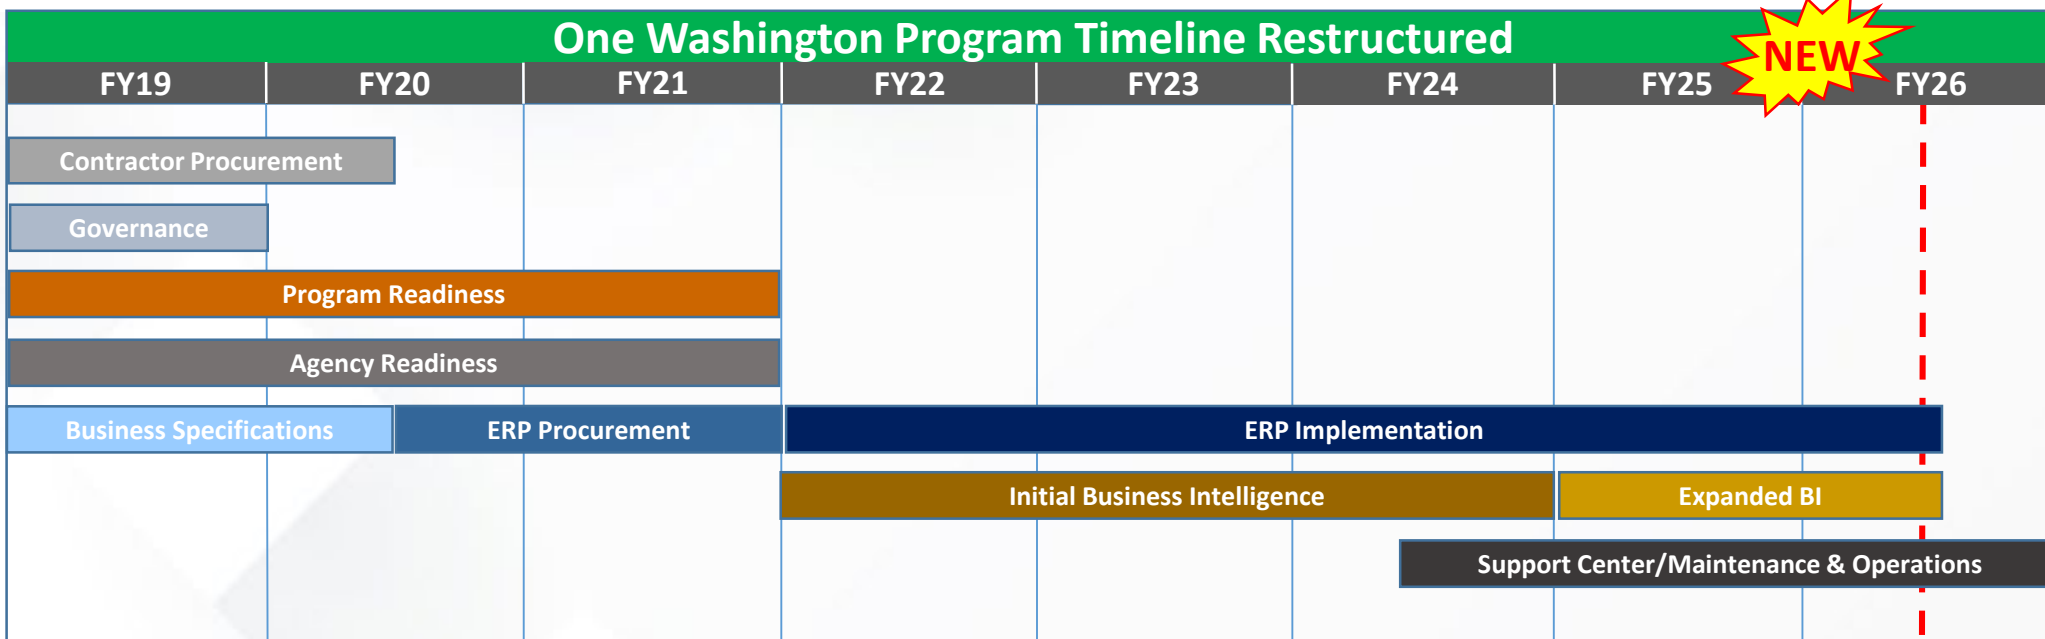 One Washington Program Timeline Restructured
NEW
FY19 FY20 FY21 FY22 FY23 FY24 FY25 FY26
Contractor Procurement
Governance
Program Readiness
Agency Readiness
Business Specifications ERP Procurement ERP Implementation
Initial Business Intelligence Expanded BI
Support Center/Maintenance & Operations